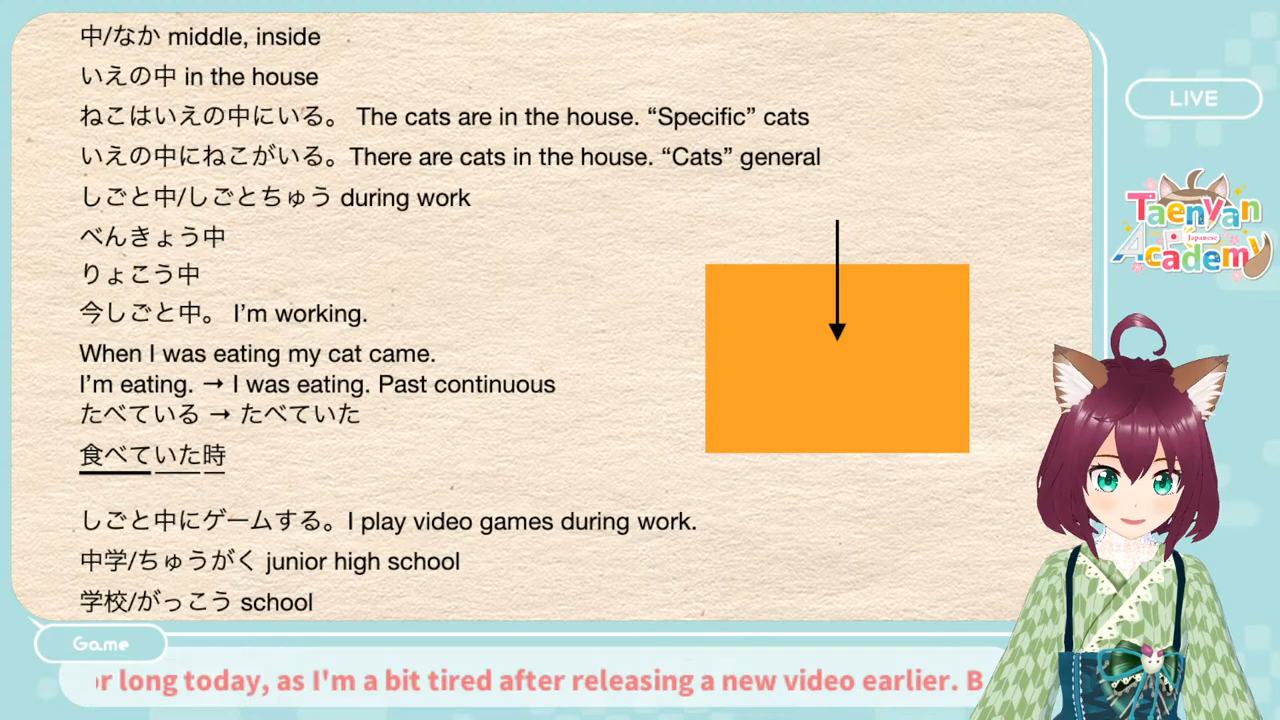 中/なか middle, inside
いえの中 in the house
ねこはいえの中にいる。 The cats are in the house. “Specific” cats
いえの中にねこがいる。There are cats in the house. “Cats” general
しごと中/しごとちゅう during work
べんきょう中
りょこう中
今しごと中。 I’m working.
When I was eating my cat came.
I’m eating. → I was eating. Past continuous
たべている → たべていた
食べていた時
しごと中にゲームする。I play video games during work.
中学/ちゅうがく junior high school
学校/がっこう school
LIVE
Taenyan
Japanese
Academy
Game
or long today, as I'm a bit tired after releasing a new video earlier. B